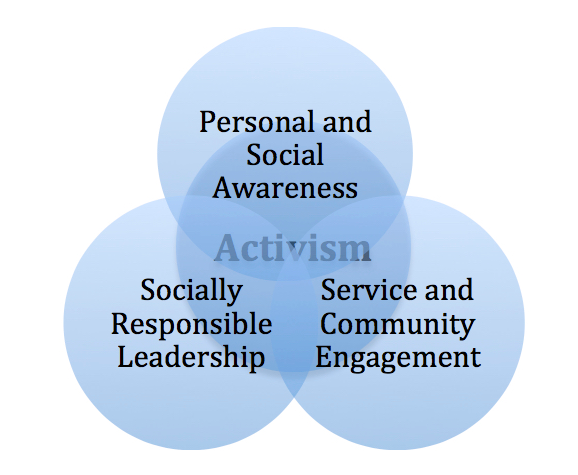 Personal and
Social
Awareness
Activism
Socially
Responsible
Leadership
Service and
Community
Engagement